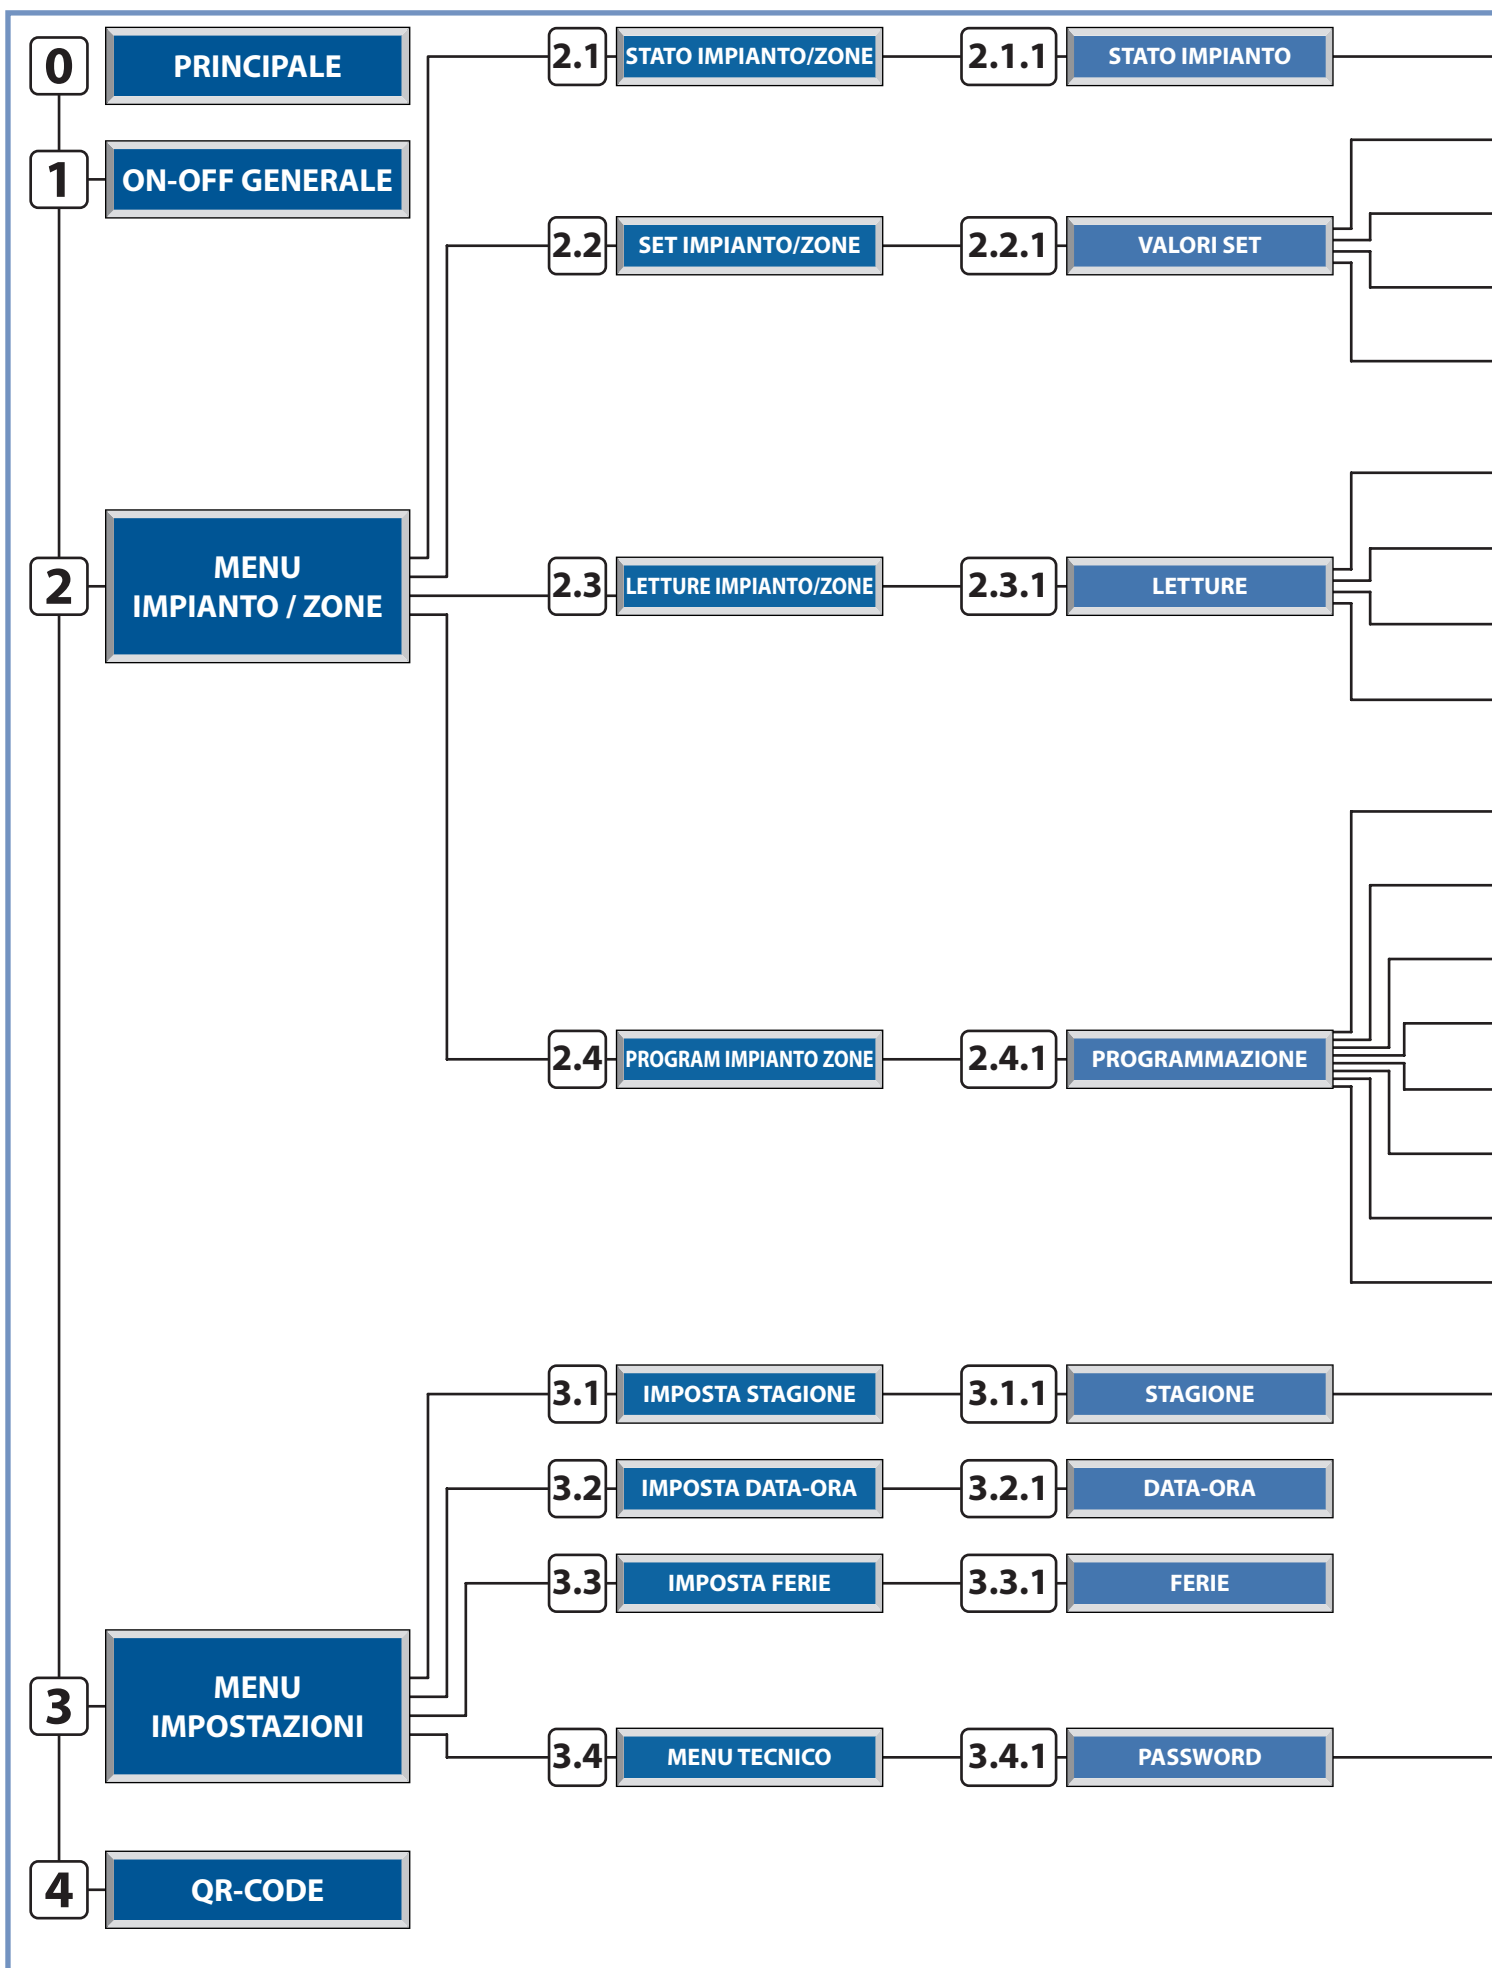 0
PRINCIPALE
2.1
STATO IMPIANTO/ZONE
2.1.1
STATO IMPIANTO
1
ON-OFF GENERALE
2.2
SET IMPIANTO/ZONE
2.2.1
VALORI SET
2
MENU
IMPIANTO / ZONE
2.3
LETTURE IMPIANTO/ZONE
2.3.1
LETTURE
2.4
PROGRAM IMPIANTO ZONE
2.4.1
PROGRAMMAZIONE
3.1
IMPOSTA STAGIONE
3.1.1
STAGIONE
3.2
IMPOSTA DATA-ORA
3.2.1
DATA-ORA
3.3
IMPOSTA FERIE
3.3.1
FERIE
3
MENU
IMPOSTAZIONI
3.4
MENU TECNICO
3.4.1
PASSWORD
4
QR-CODE